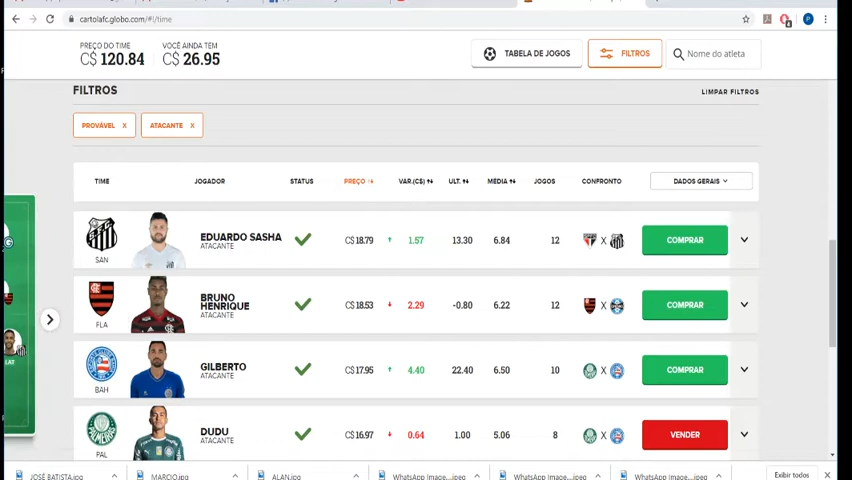 cartolafc.globo.com/#!/time
PREÇO DO TIME
C$ 120.84
VOCÊ AINDA TEM
C$ 26.95
TABELA DE JOGOS
FILTROS
Nome do atleta
FILTROS
LIMPAR FILTROS
PROVÁVEL X
ATACANTE X
TIME JOGADOR STATUS PREÇO VAR.(C$) ULT. MÉDIA JOGOS CONFRONTO DADOS GERAIS
SAN
EDUARDO SASHA
ATACANTE
C$ 18.79 1.57 13.30 6.84 12 X COMPRAR
FLA
BRUNO
HENRIQUE
ATACANTE
C$ 18.53 2.29 -0.80 6.22 12 X COMPRAR
BAH
GILBERTO
ATACANTE
C$ 17.95 4.40 22.40 6.50 10 X COMPRAR
PAL
DUDU
ATACANTE
C$ 16.97 0.64 1.00 5.06 8 X VENDER
LAT
JOSÉ BATISTA.jpg MARCIO.jpg ALAN.jpg WhatsApp Image....jpeg WhatsApp Image....jpeg WhatsApp Image....jpeg Exibir todos